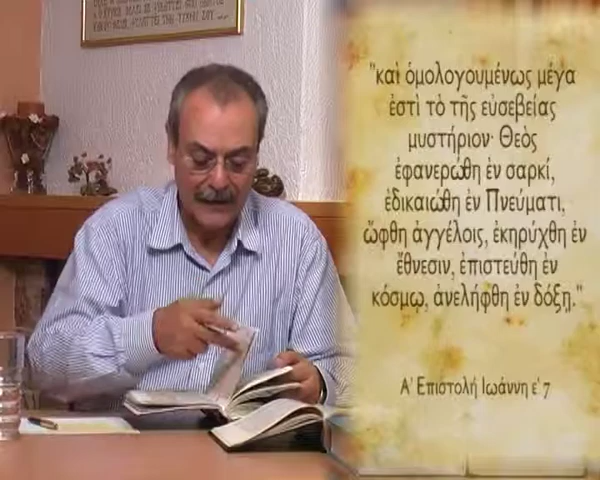 "καὶ ὁμολογουμένως μέγα
ἐστὶ τὸ τῆς εὐσεβείας
μυστήριον· Θεὸς
ἐφανερώθη ἐν σαρκί,
ἐδικαιώθη ἐν Πνεύματι,
ὤφθη ἀγγέλοις, ἐκηρύχθη ἐν
ἔθνεσιν, ἐπιστεύθη ἐν
κόσμῳ, ἀνελήφθη ἐν δόξῃ."
Α' Επιστολή Ιωάννη ε' 7